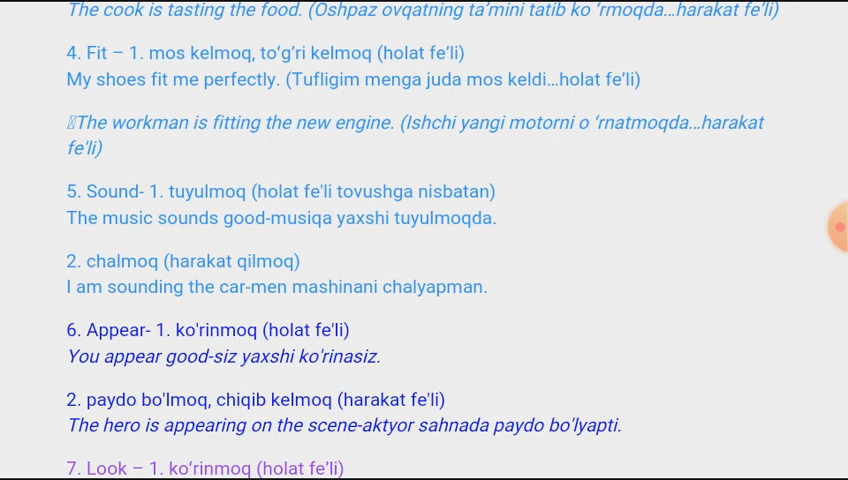 The cook is tasting the food. (Oshpaz ovqatning ta’mini tatib ko ‘rmoqda…harakat fe’li)
4. Fit – 1. mos kelmoq, to‘g‘ri kelmoq (holat fe’li)
My shoes fit me perfectly. (Tufligim menga juda mos keldi…holat fe’li)
The workman is fitting the new engine. (Ishchi yangi motorni o ‘rnatmoqda…harakat
fe'li)
5. Sound- 1. tuyulmoq (holat fe'li tovushga nisbatan)
The music sounds good-musiqa yaxshi tuyulmoqda.
2. chalmoq (harakat qilmoq)
I am sounding the car-men mashinani chalyapman.
6. Appear- 1. ko'rinmoq (holat fe'li)
You appear good-siz yaxshi ko'rinasiz.
2. paydo bo'lmoq, chiqib kelmoq (harakat fe'li)
The hero is appearing on the scene-aktyor sahnada paydo bo'lyapti.
7. Look – 1. ko‘rinmoq (holat fe’li)